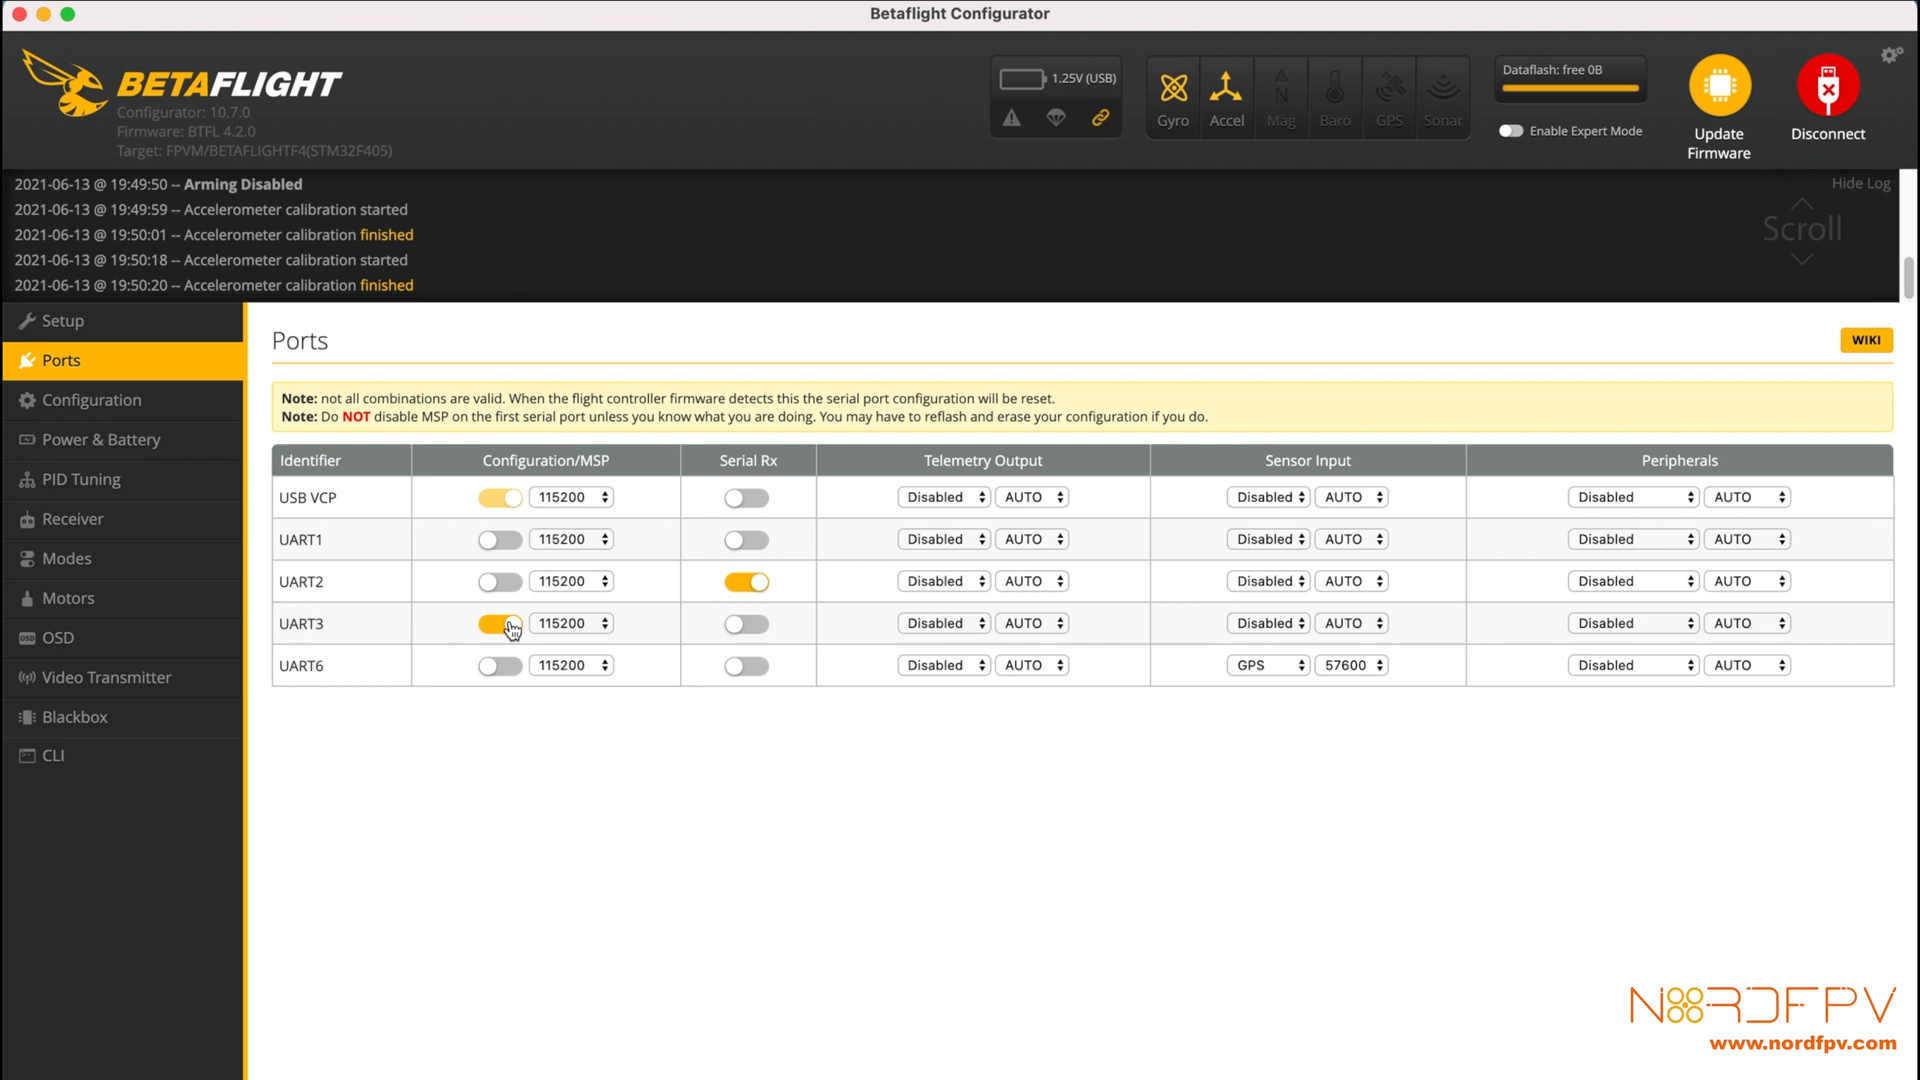 Betaflight Configurator
BETAFLIGHT
Configurator: 10.7.0
Firmware: BTFL 4.2.0
Target: FPVM/BETAFLIGHTF4(STM32F405)
1.25V (USB)
Gyro Accel Mag Baro GPS Sonar
Dataflash: free 0B
Enable Expert Mode
Update
Firmware
Disconnect
2021-06-13 @ 19:49:50 -- Arming Disabled
2021-06-13 @ 19:49:59 -- Accelerometer calibration started
2021-06-13 @ 19:50:01 -- Accelerometer calibration finished
2021-06-13 @ 19:50:18 -- Accelerometer calibration started
2021-06-13 @ 19:50:20 -- Accelerometer calibration finished
Hide Log
Scroll
Setup
Ports
Configuration
Power & Battery
PID Tuning
Receiver
Modes
Motors
OSD OSD
Video Transmitter
Blackbox
CLI
Ports
WIKI
Note: not all combinations are valid. When the flight controller firmware detects this the serial port configuration will be reset.
Note: Do NOT disable MSP on the first serial port unless you know what you are doing. You may have to reflash and erase your configuration if you do.
Identifier Configuration/MSP Serial Rx Telemetry Output Sensor Input Peripherals
USB VCP 115200 Disabled AUTO Disabled AUTO Disabled AUTO
UART1 115200 Disabled AUTO Disabled AUTO Disabled AUTO
UART2 115200 Disabled AUTO Disabled AUTO Disabled AUTO
UART3 115200 Disabled AUTO Disabled AUTO Disabled AUTO
UART6 115200 Disabled AUTO GPS 57600 Disabled AUTO
NORDFPV
www.nordfpv.com